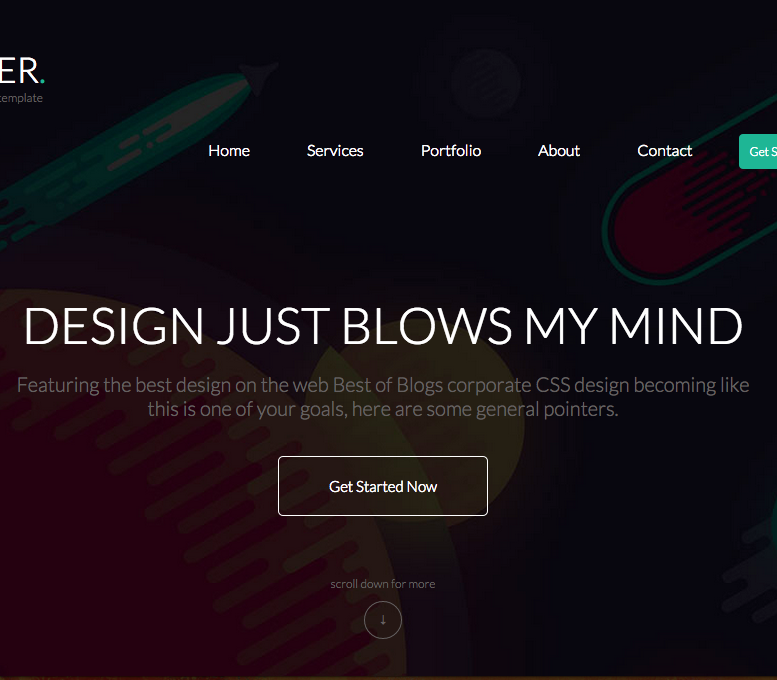 ER.
template
Home Services Portfolio About Contact Get S
DESIGN JUST BLOWS MY MIND
Featuring the best design on the web Best of Blogs corporate CSS design becoming like
this is one of your goals, here are some general pointers.
Get Started Now
scroll down for more
↓